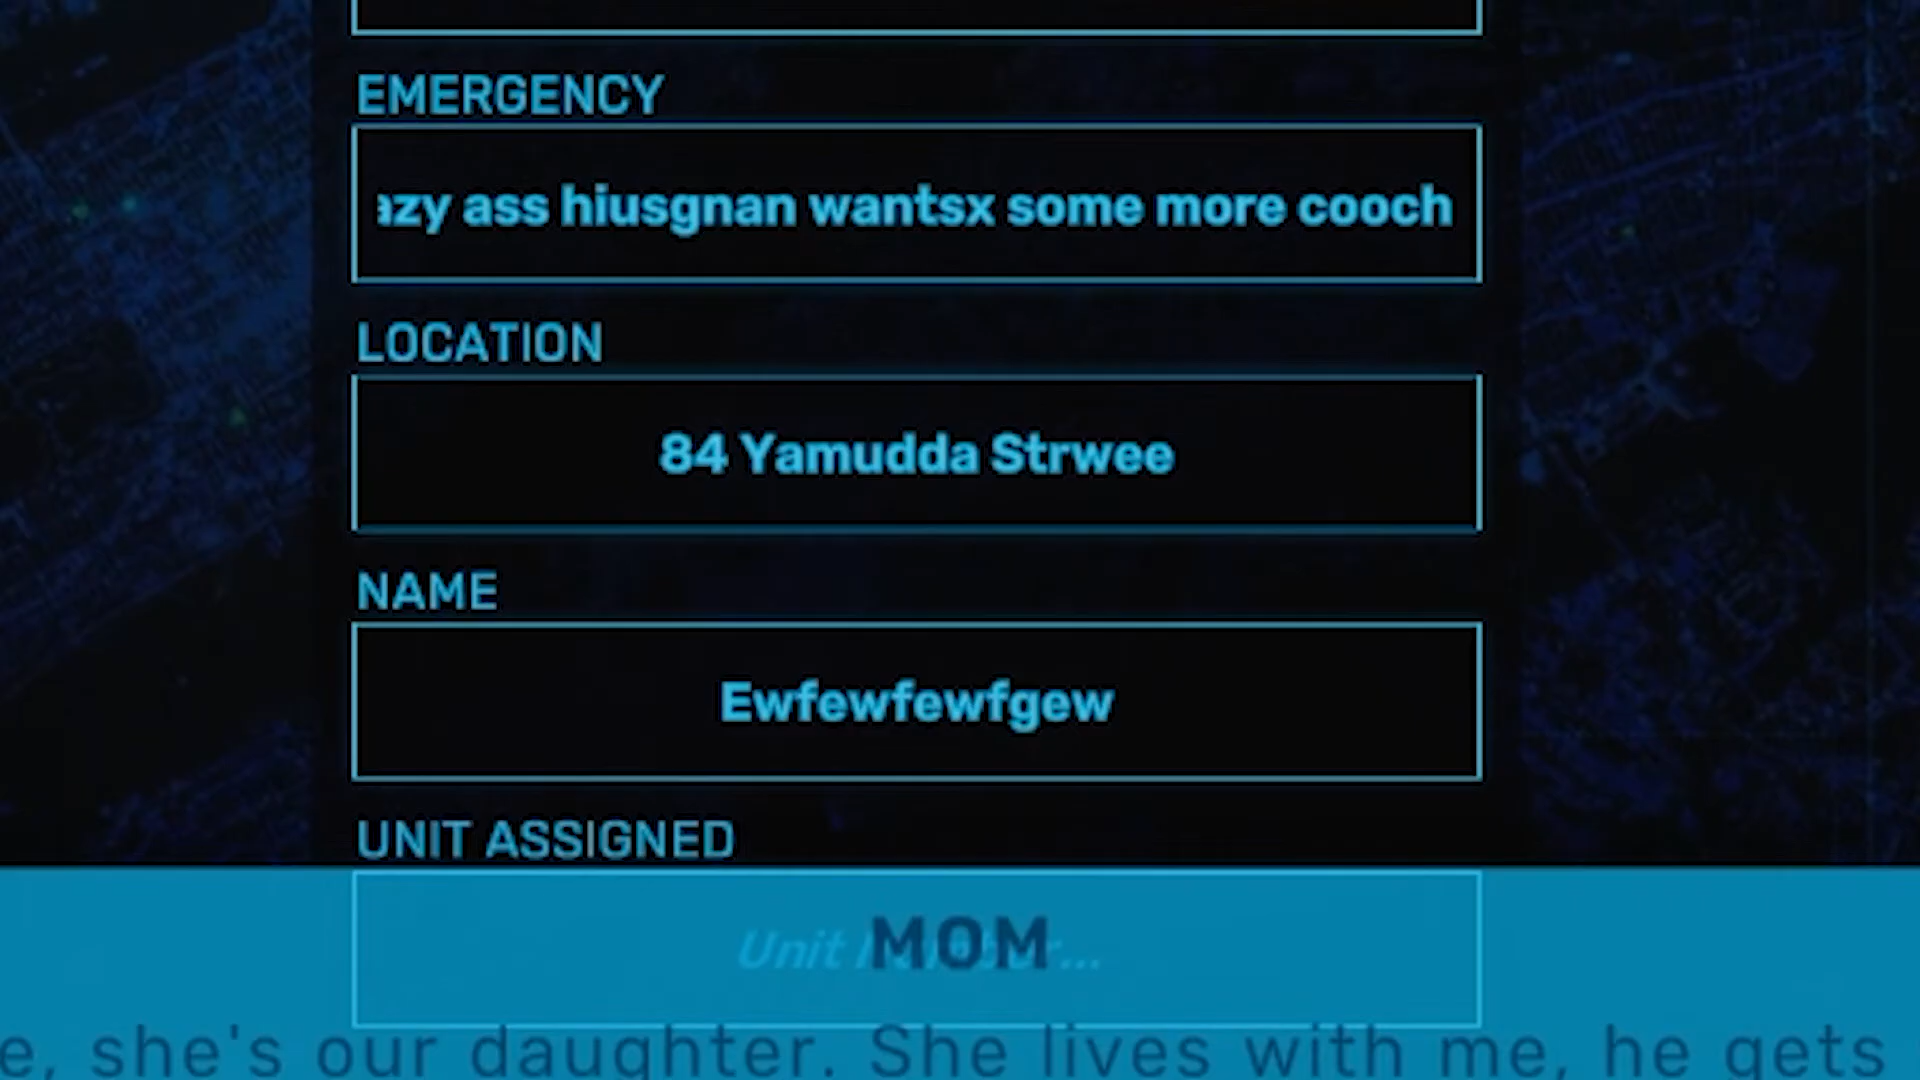 EMERGENCY
azy ass hiusgnan wantsx some more cooch
LOCATION
84 Yamudda Strwee
NAME
Ewfewfewfgew
UNIT ASSIGNED
Unit
MOM
e, she's our daughter. She lives with me, he gets